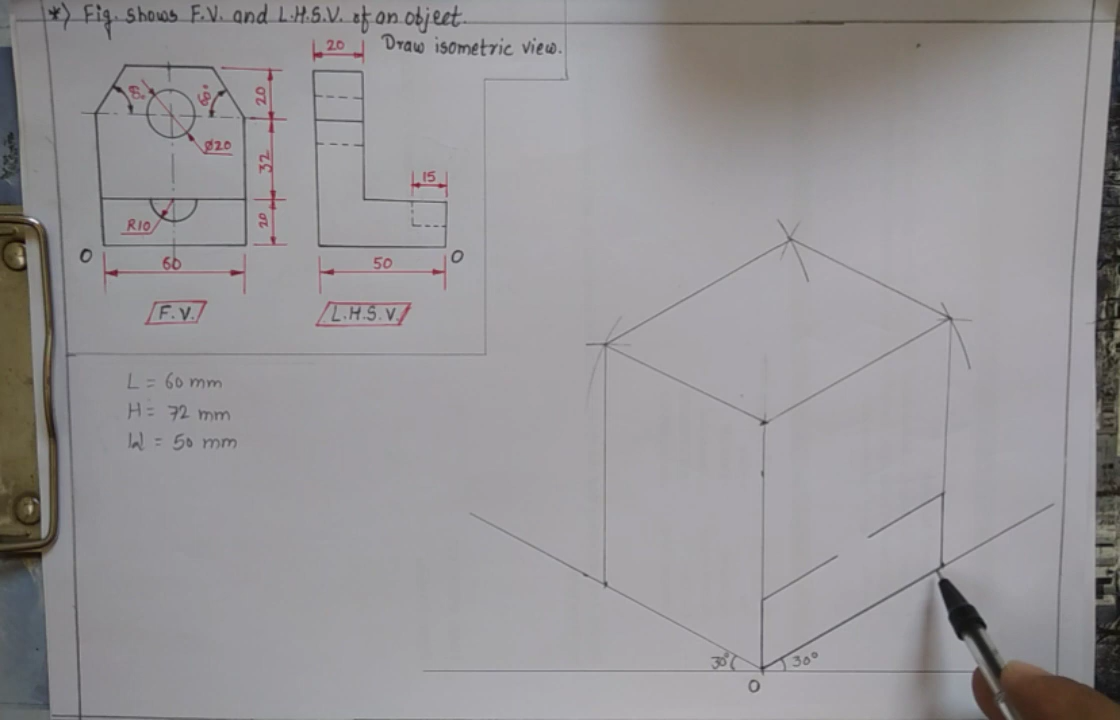 *) Fig. shows F.V. and L.H.S.V. of an object.
Draw isometric view.
20
60°
60°
20
Ø20
32
15
R10
20
O
60
50
O
F.V.
L.H.S.V.
L = 60 mm
H = 72 mm
W = 50 mm
30°
30°
O